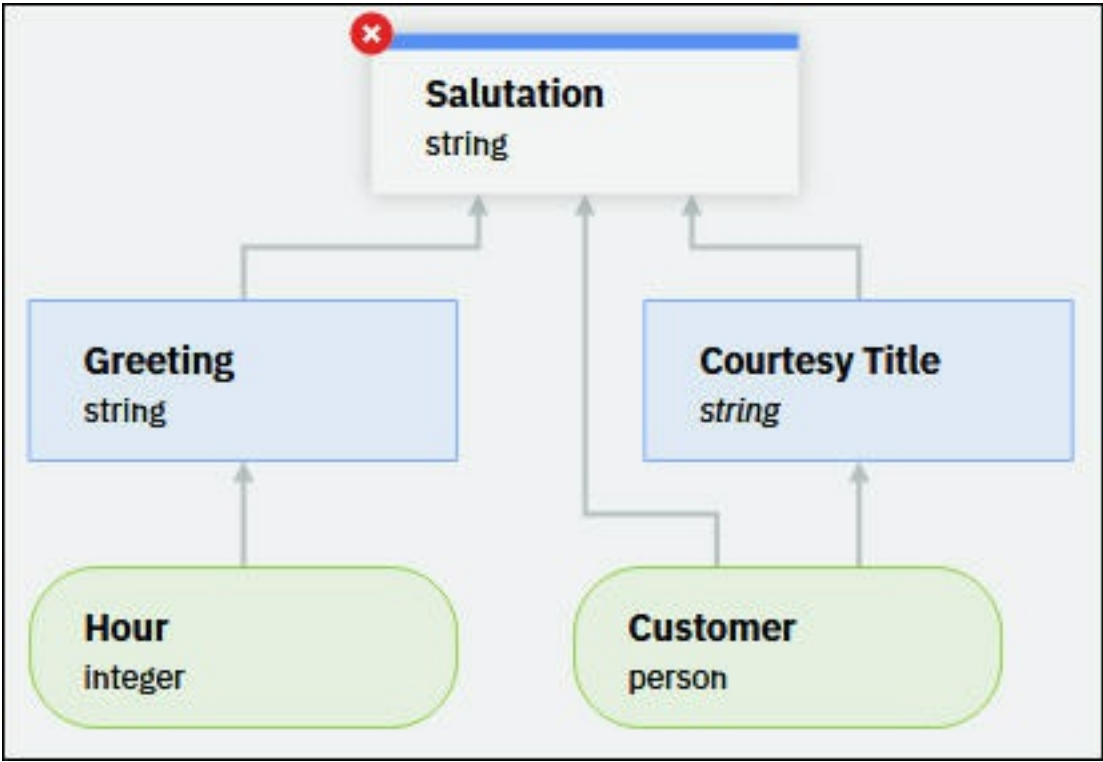 Salutation
string
Greeting
string
Courtesy Title
string
Hour
integer
Customer
person